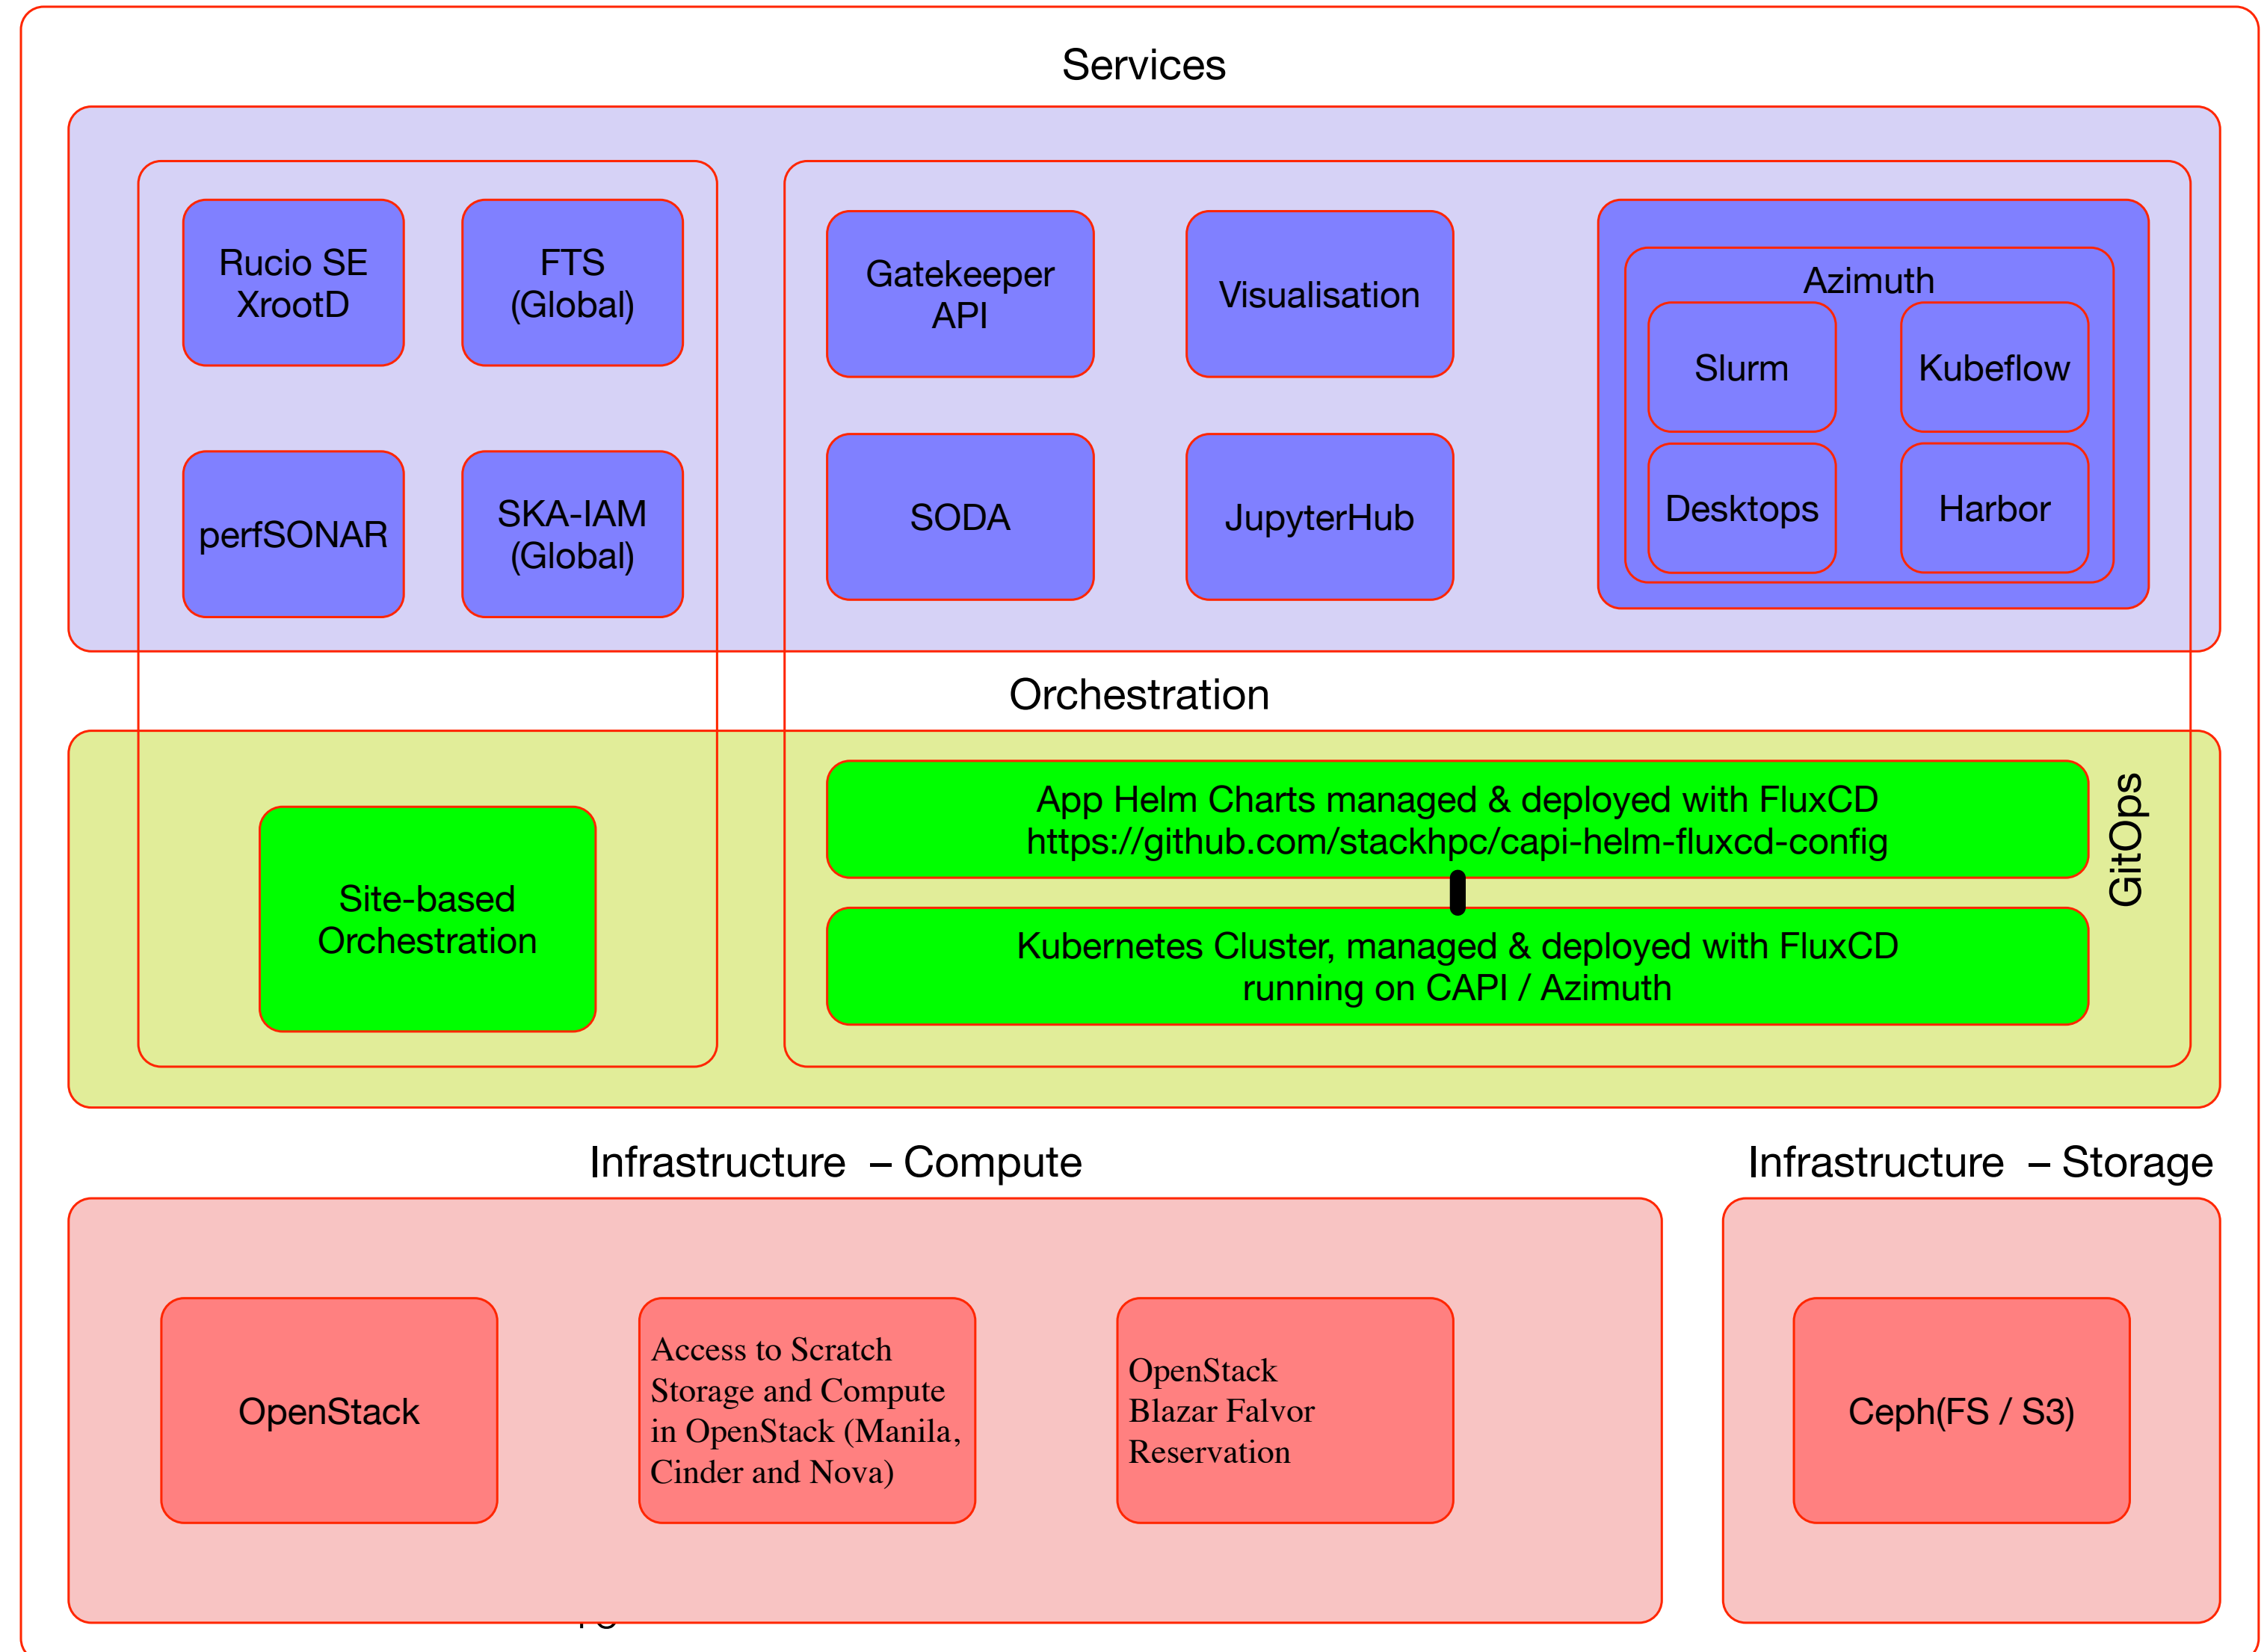 Services
Rucio SE
XrootD
FTS
(Global)
perfSONAR
SKA-IAM
(Global)
Gatekeeper
API
Visualisation
SODA
JupyterHub
Azimuth
Slurm
Kubeflow
Desktops
Harbor
Orchestration
Site-based
Orchestration
App Helm Charts managed & deployed with FluxCD
https://github.com/stackhpc/capi-helm-fluxcd-config
Kubernetes Cluster, managed & deployed with FluxCD
running on CAPI / Azimuth
GitOps
Infrastructure – Compute
OpenStack
Access to Scratch
Storage and Compute
in OpenStack (Manila,
Cinder and Nova)
OpenStack
Blazar Falvor
Reservation
Infrastructure – Storage
Ceph(FS / S3)